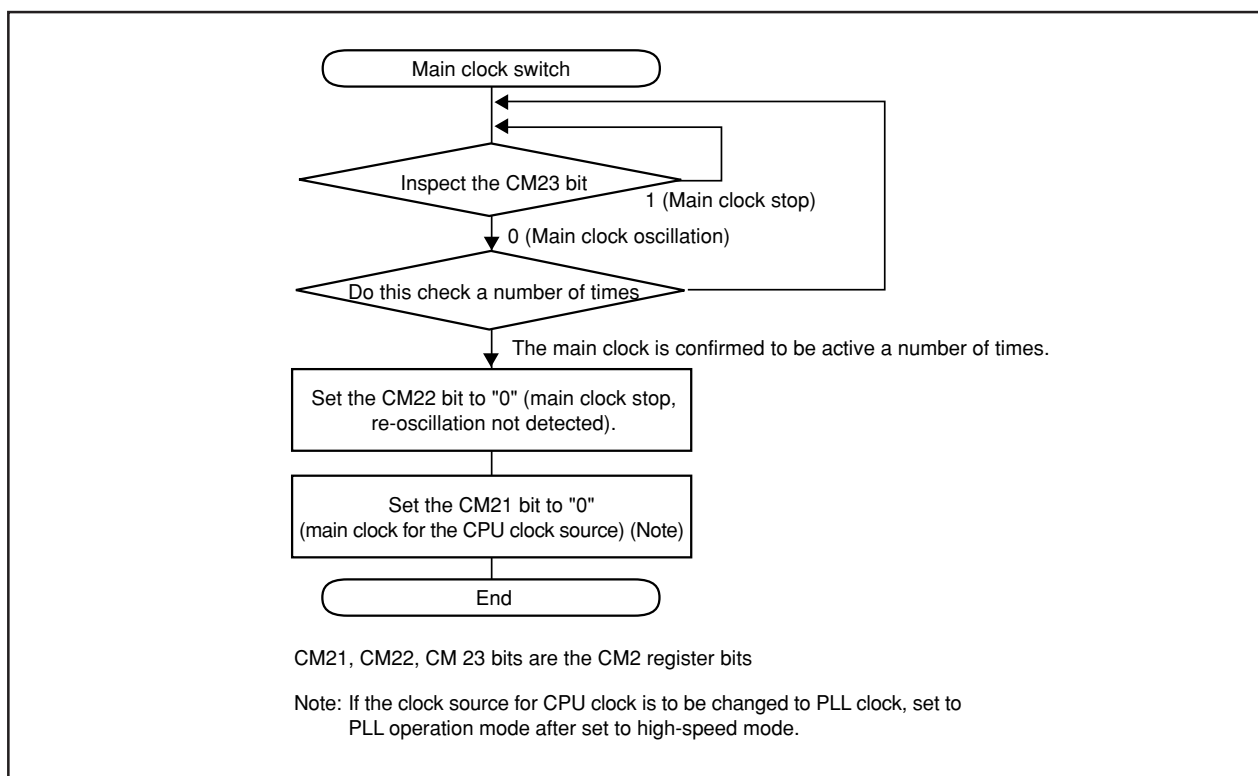 Main clock switch
Inspect the CM23 bit
1 (Main clock stop)
0 (Main clock oscillation)
Do this check a number of times
The main clock is confirmed to be active a number of times.
Set the CM22 bit to "0" (main clock stop,
re-oscillation not detected).
Set the CM21 bit to "0"
(main clock for the CPU clock source) (Note)
End
CM21, CM22, CM 23 bits are the CM2 register bits
Note: If the clock source for CPU clock is to be changed to PLL clock, set to
PLL operation mode after set to high-speed mode.